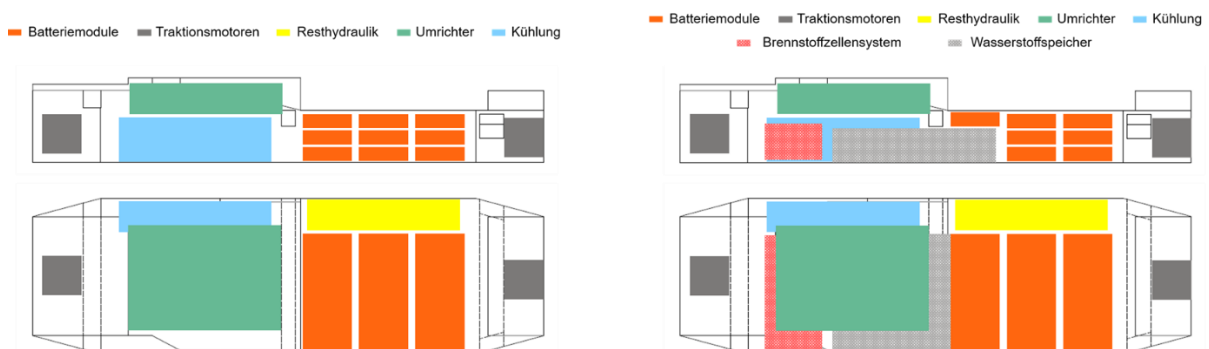 Batteriemodule Traktionsmotoren Resthydraulik Umrichter Kühlung
Batteriemodule Traktionsmotoren Resthydraulik Umrichter Kühlung
Brennstoffzellensystem Wasserstoffspeicher